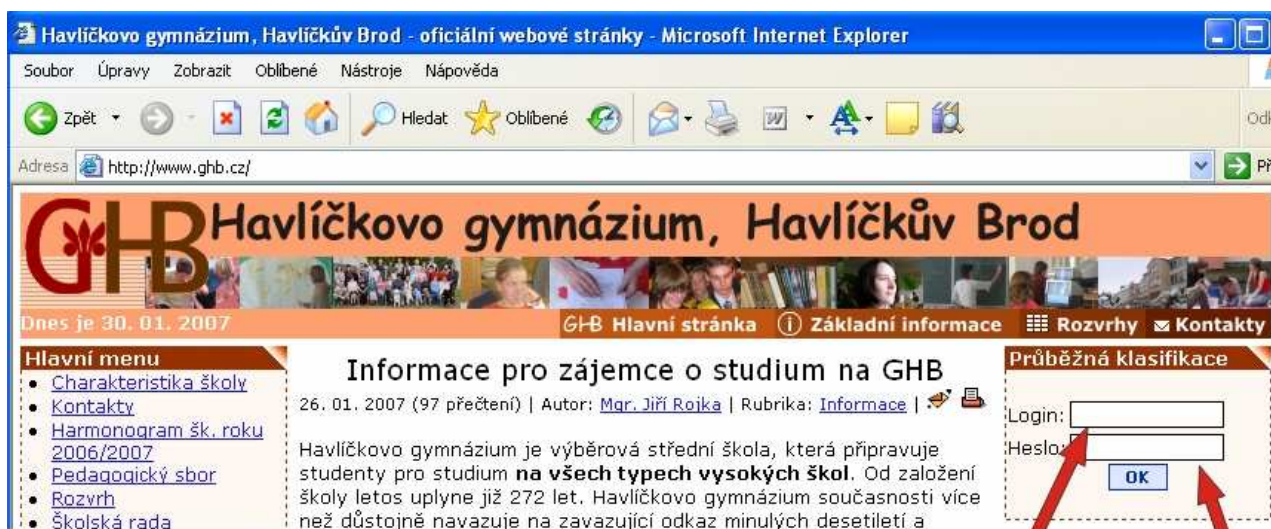 Havlíčkovo gymnázium, Havlíčkův Brod - oficiální webové stránky - Microsoft Internet Explorer
Soubor Úpravy Zobrazit Oblíbené Nástroje Nápověda
Zpět Hledat Oblíbené
Adresa http://www.ghb.cz/
GHB Havlíčkovo gymnázium, Havlíčkův Brod
Dnes je 30. 01. 2007
GHB Hlavní stránka Základní informace Rozvrhy Kontakty
Hlavní menu
Charakteristika školy
Kontakty
Harmonogram šk. roku
2006/2007
Pedagogický sbor
Rozvrh
Školská rada
Informace pro zájemce o studium na GHB
26. 01. 2007 (97 přečtení) | Autor: Mgr. Jiří Rojka | Rubrika: Informace |
Havlíčkovo gymnázium je výběrová střední škola, která připravuje
studenty pro studium na všech typech vysokých škol. Od založení
školy letos uplyne již 272 let. Havlíčkovo gymnázium současnosti více
než důstojně navazuje na zavazující odkaz minulých desetiletí a
Průběžná klasifikace
Login:
Heslo:
OK